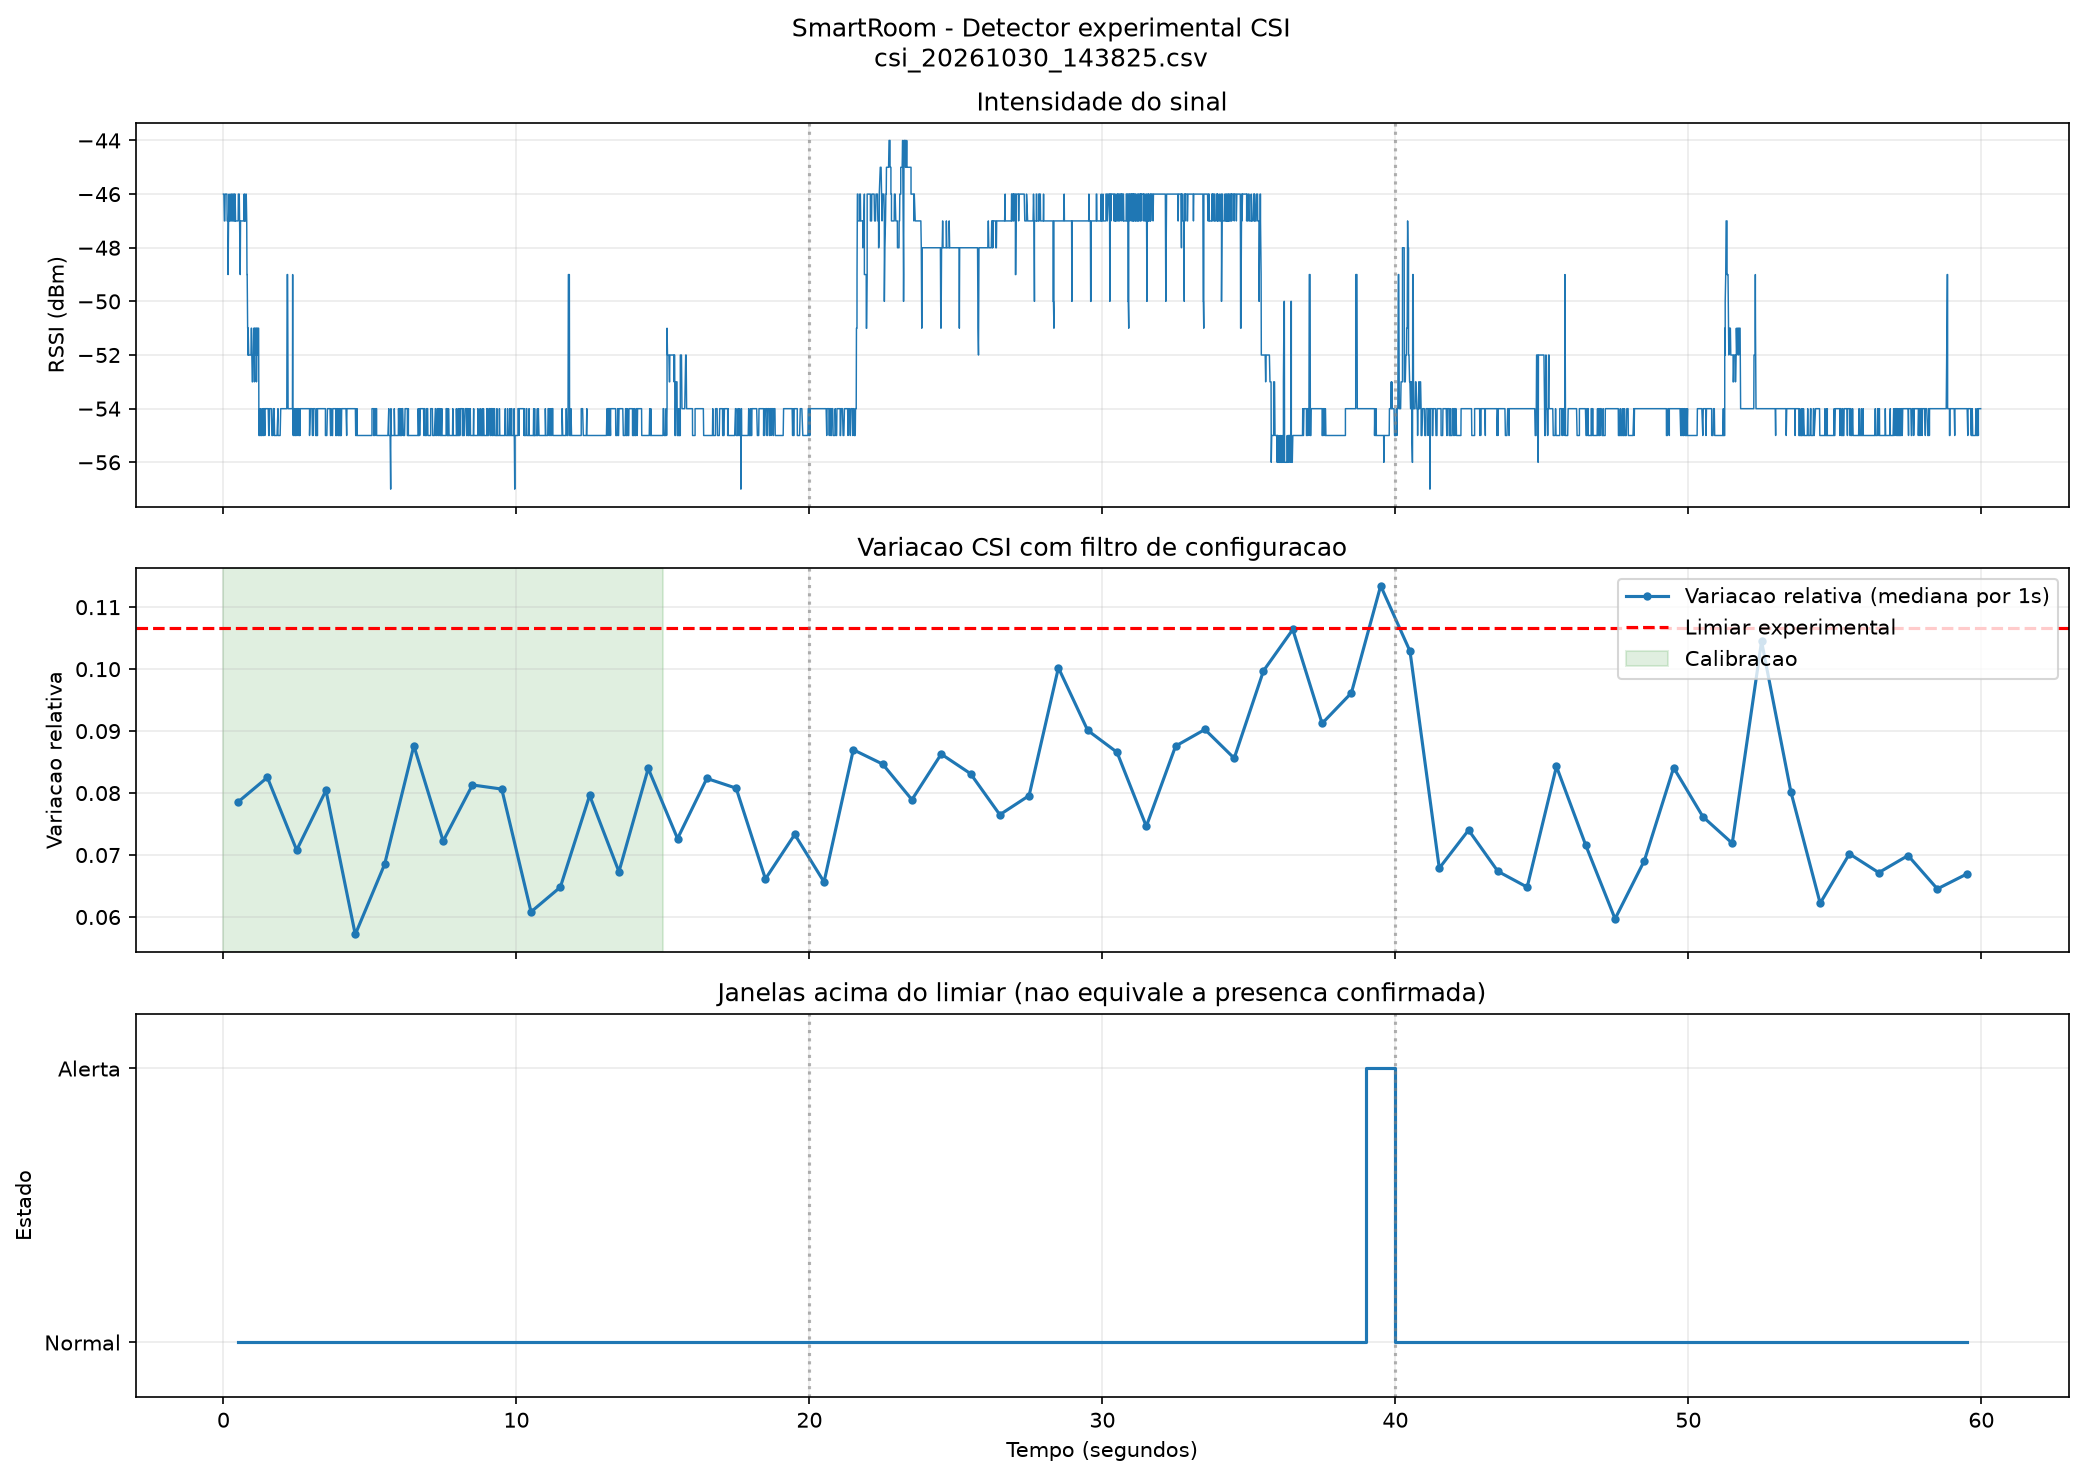 SmartRoom - Detector experimental CSI
csi_20261030_143825.csv
Intensidade do sinal
−44
−46
−48
−50
−52
−54
−56
RSSI (dBm)
Variacao CSI com filtro de configuracao
0.11
0.10
0.09
0.08
0.07
0.06
Variacao relativa
Variacao relativa (mediana por 1s)
Limiar experimental
Calibracao
Janelas acima do limiar (nao equivale a presenca confirmada)
Alerta
Normal
Estado
0 10 20 30 40 50 60
Tempo (segundos)